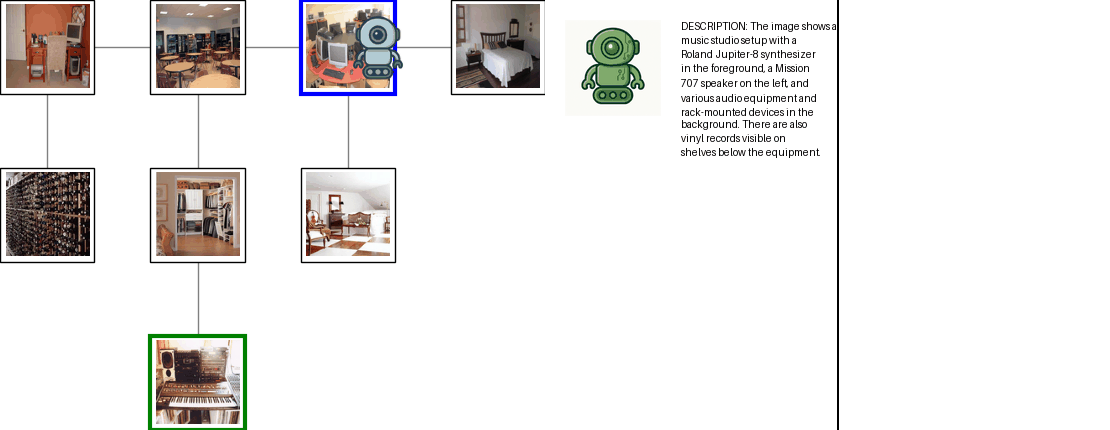 DESCRIPTION: The image shows a
music studio setup with a
Roland Jupiter-8 synthesizer
in the foreground, a Mission
707 speaker on the left, and
various audio equipment and
rack-mounted devices in the
background. There are also
vinyl records visible on
shelves below the equipment.